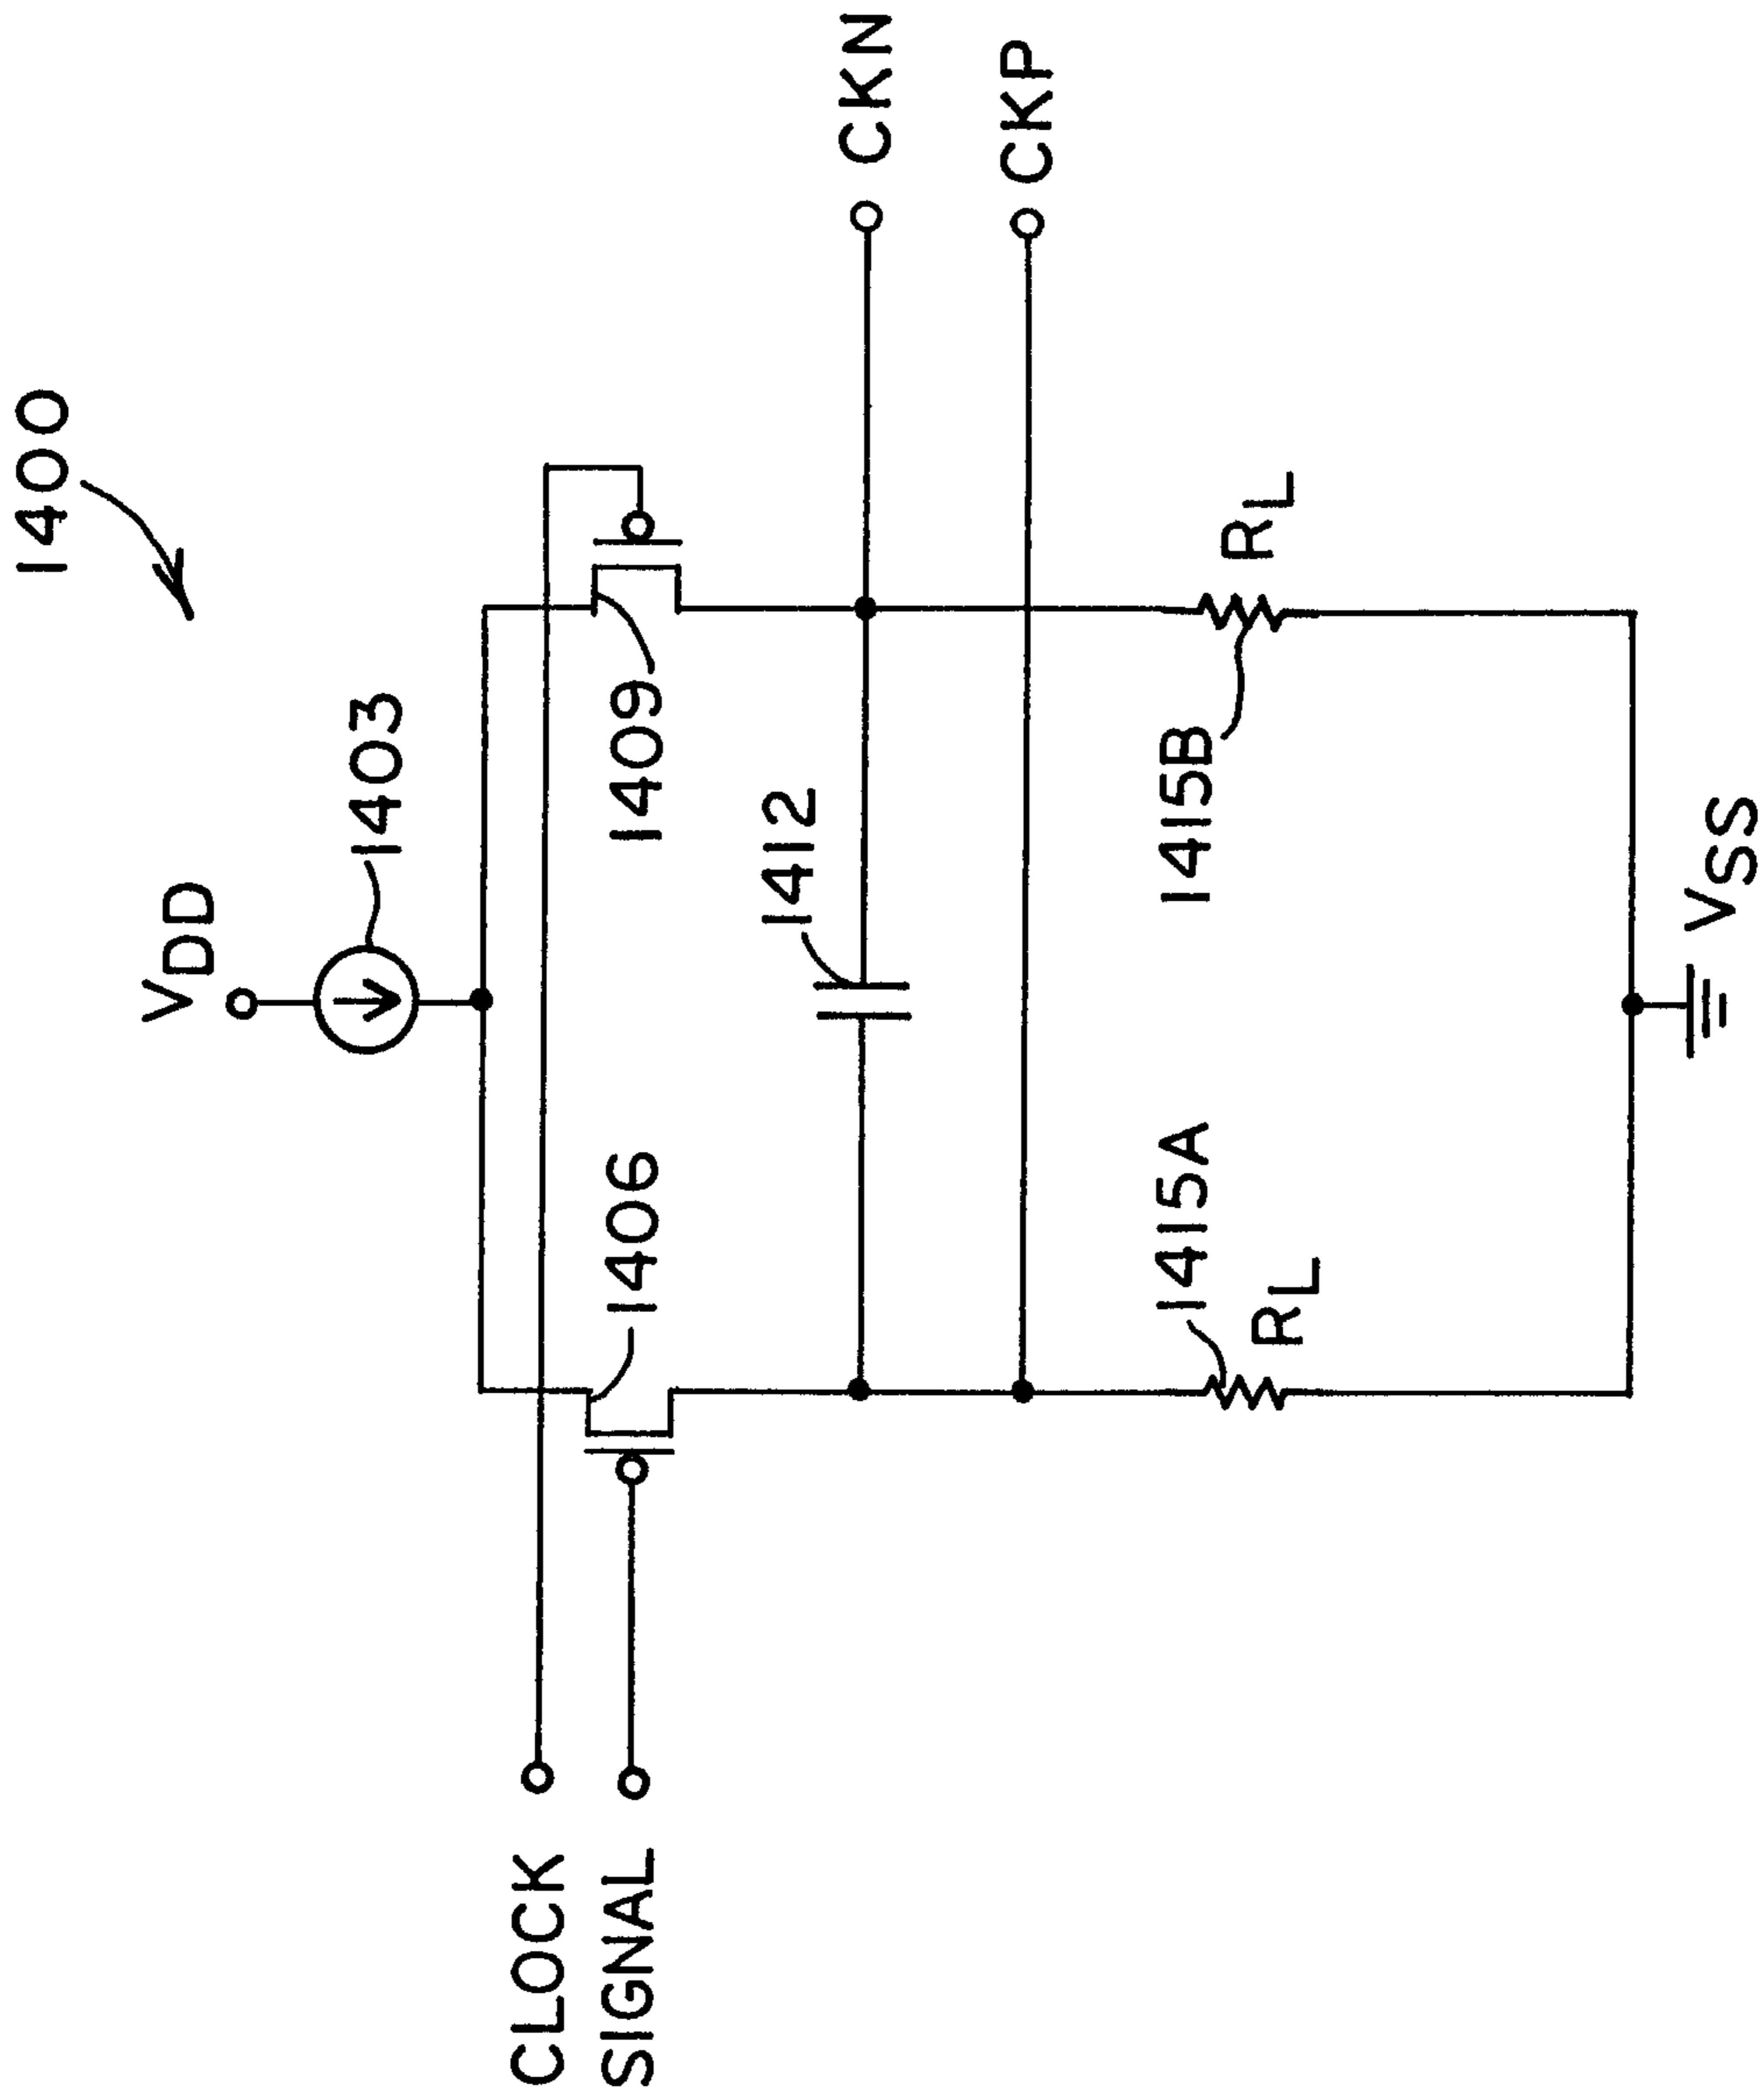 1400
VDD
1403
CLOCK
SIGNAL
1406
1409
1412
CKN
CKP
1415A
RL
1415B
RL
VSS